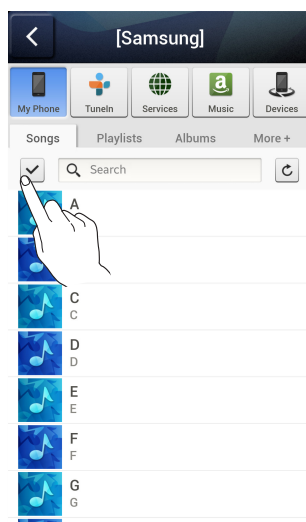 [Samsung]
My Phone TuneIn Services Music Devices
Songs Playlists Albums More +
Search
A
C
C
D
D
E
E
F
F
G
G